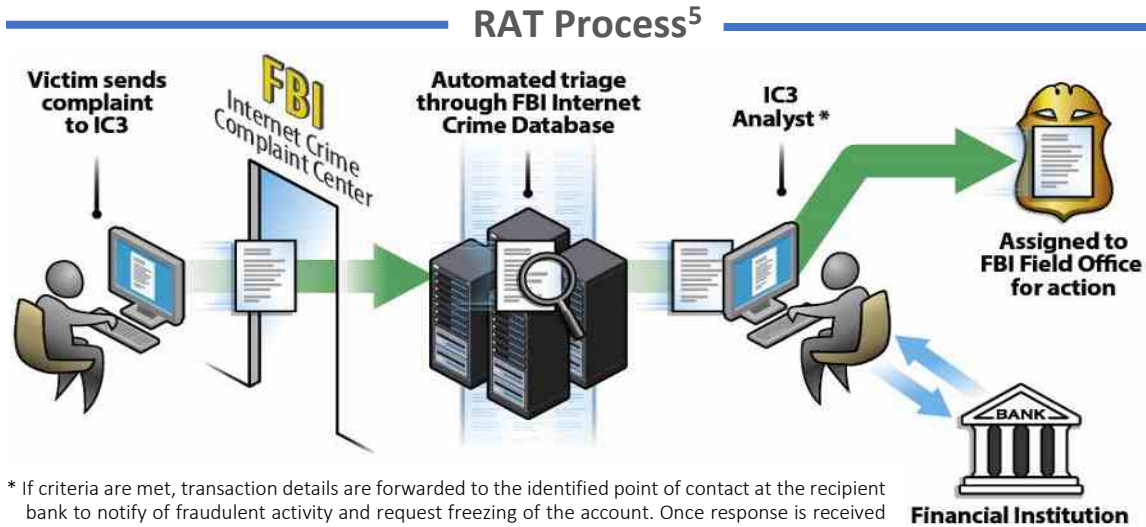 RAT Process⁵
Victim sends
complaint
to IC3
FBI
Internet Crime
Complaint Center
Automated triage
through FBI Internet
Crime Database
IC3
Analyst *
Assigned to
FBI Field Office
for action
BANK
Financial Institution
* If criteria are met, transaction details are forwarded to the identified point of contact at the recipient
bank to notify of fraudulent activity and request freezing of the account. Once response is received